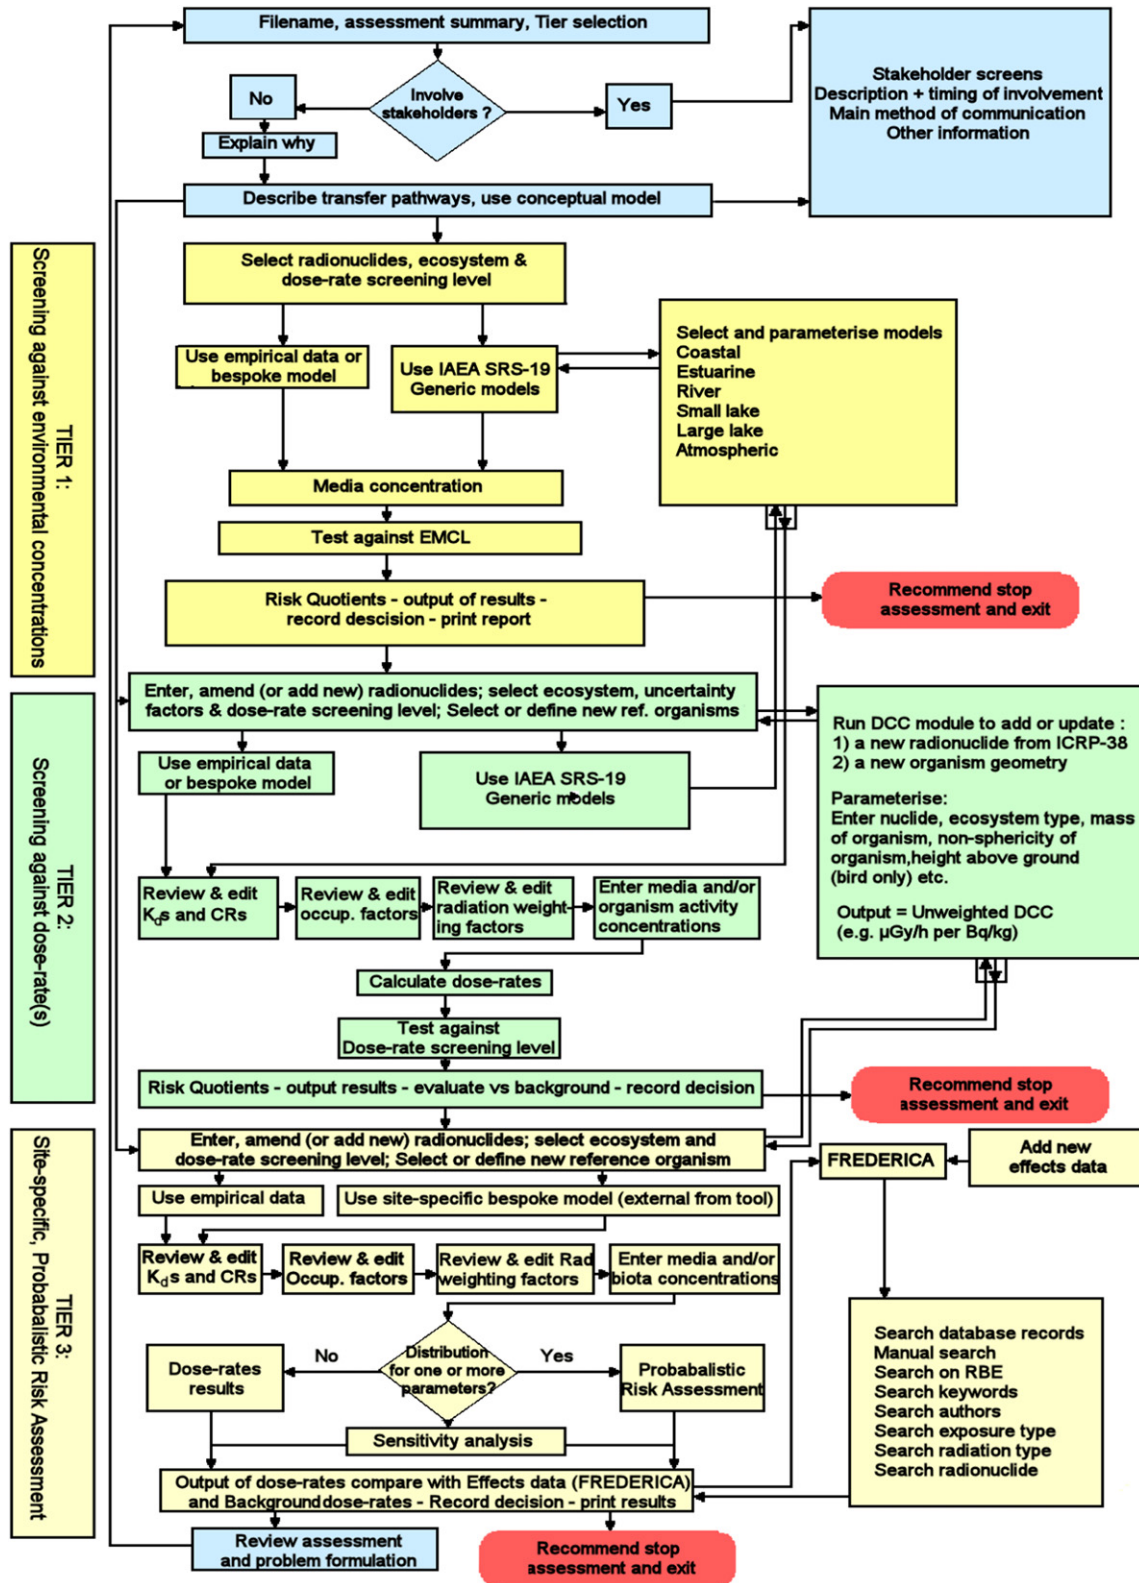 Filename, assessment summary, Tier selection
Involve
stakeholders ?
No
Yes
Explain why
Stakeholder screens
Description + timing of involvement
Main method of communication
Other information
Describe transfer pathways, use conceptual model
TIER 1:
Screening against environmental concentrations
Select radionuclides, ecosystem &
dose-rate screening level
Use empirical data or
bespoke model
Use IAEA SRS-19
Generic models
Select and parameterise models
Coastal
Estuarine
River
Small lake
Large lake
Atmospheric
Media concentration
Test against EMCL
Risk Quotients - output of results -
record descision - print report
Recommend stop
assessment and exit
TIER 2:
Screening against dose-rate(s)
Enter, amend (or add new) radionuclides; select ecosystem, uncertainty
factors & dose-rate screening level; Select or define new ref. organisms
Use empirical data
or bespoke model
Use IAEA SRS-19
Generic models
Run DCC module to add or update :
1) a new radionuclide from ICRP-38
2) a new organism geometry
Parameterise:
Enter nuclide, ecosystem type, mass
of organism, non-sphericity of
organism,height above ground
(bird only) etc.
Output = Unweighted DCC
(e.g. µGy/h per Bq/kg)
Review & edit
Kds and CRs
Review & edit
occup. factors
Review & edit
radiation weight-
ing factors
Enter media and/or
organism activity
concentrations
Calculate dose-rates
Test against
Dose-rate screening level
Risk Quotients - output results - evaluate vs background - record decision
Recommend stop
assessment and exit
TIER 3:
Site-specific, Probabalistic Risk Assessment
Enter, amend (or add new) radionuclides; select ecosystem and
dose-rate screening level; Select or define new reference organism
FREDERICA
Add new
effects data
Use empirical data
Use site-specific bespoke model (external from tool)
Review & edit
Kds and CRs
Review & edit
Occup. factors
Review & edit Rad
weighting factors
Enter media and/or
biota concentrations
Distribution
for one or more
parameters?
No
Yes
Dose-rates
results
Probabalistic
Risk Assessment
Sensitivity analysis
Search database records
Manual search
Search on RBE
Search keywords
Search authors
Search exposure type
Search radiation type
Search radionuclide
Output of dose-rates compare with Effects data (FREDERICA)
and Background dose-rates - Record decision - print results
Review assessment
and problem formulation
Recommend stop
assessment and exit